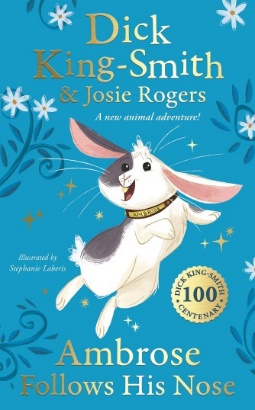 Dick
King-Smith
& Josie Rogers
A new animal adventure!
AMBROSE
Illustrated by
Stephanie Laberis
DICK KING-SMITH
100
CENTENARY
Ambrose
Follows His Nose